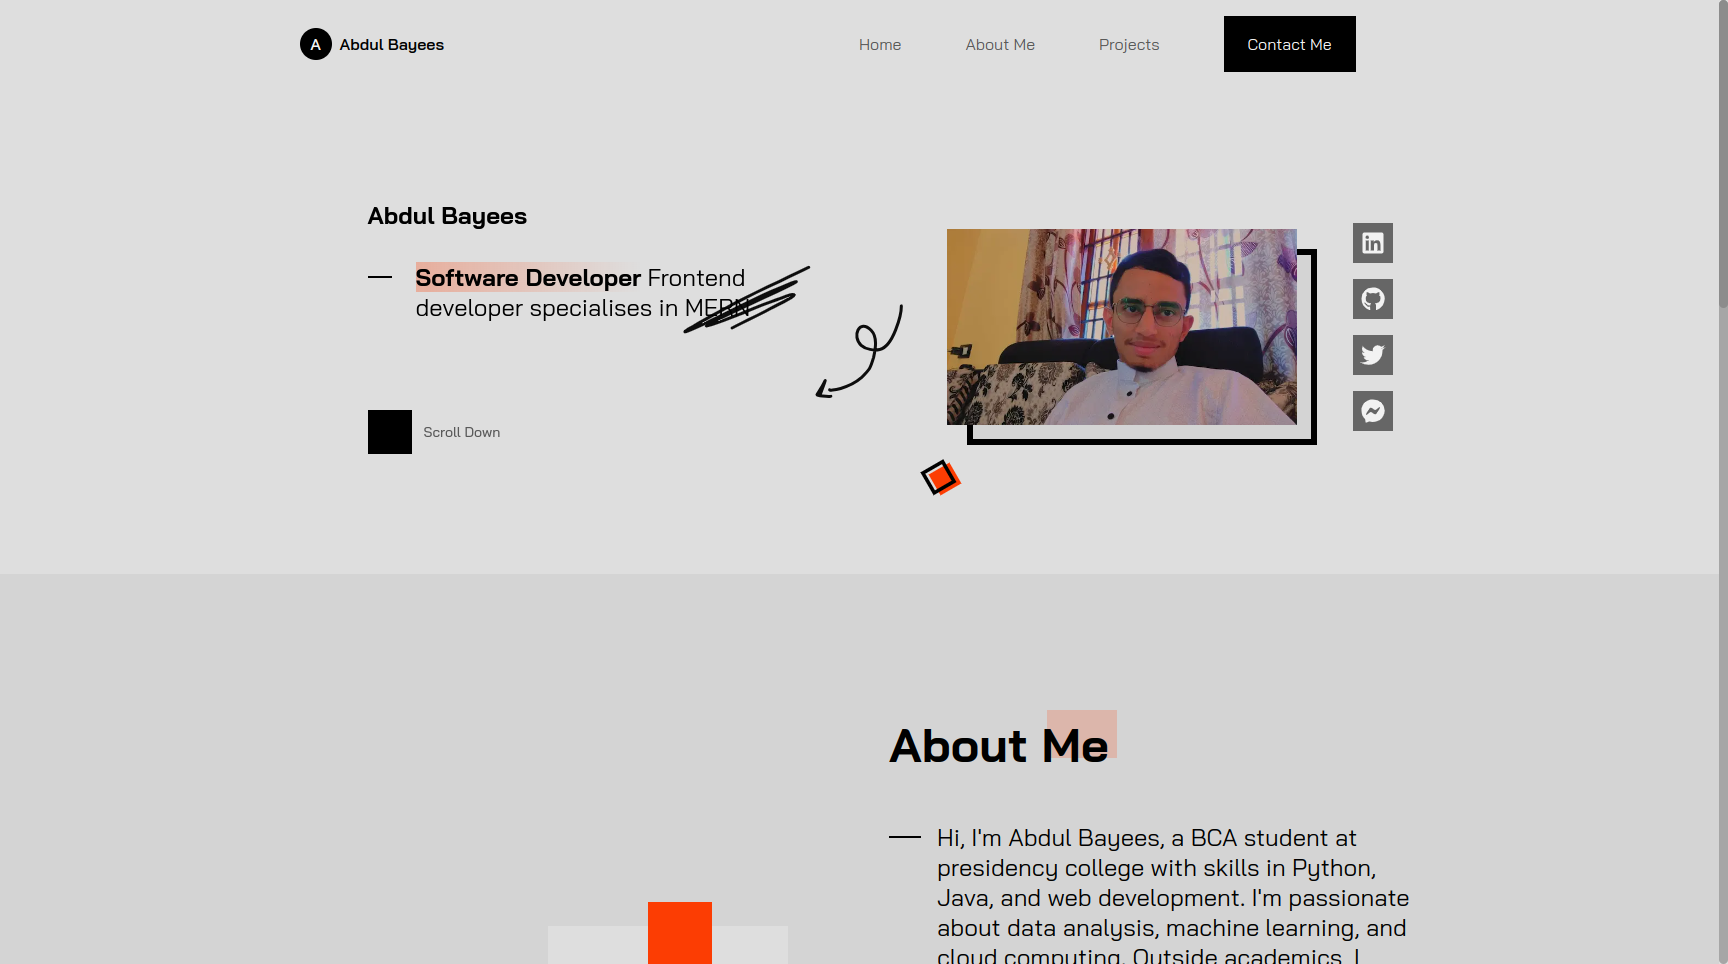 A Abdul Bayees
Home
About Me
Projects
Contact Me
Abdul Bayees
Software Developer Frontend
developer specialises in MERN
Scroll Down
in
About Me
Hi, I'm Abdul Bayees, a BCA student at
presidency college with skills in Python,
Java, and web development. I'm passionate
about data analysis, machine learning, and
cloud computing. Outside academics, I